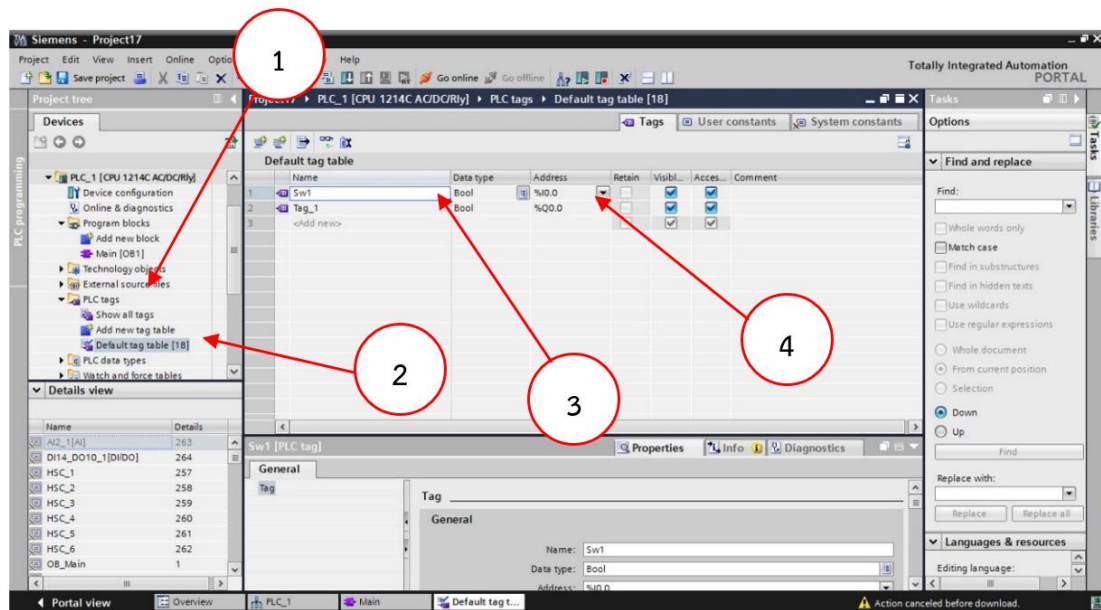 Siemens - Project17
Project Edit View Insert Online Help
Totally Integrated Automation
PORTAL
Save project Go online Go offline
Project tree
PLC_1 [CPU 1214C AC/DC/Rly] PLC tags Default tag table [18]
Tasks
Devices
Tags User constants System constants
Options
Default tag table
Find and replace
Name Data type Address Retain Visibl... Acces... Comment
1 Sw1 Bool %I0.0
2 Tag_1 Bool %Q0.0
3 <Add new>
PLC programming
PLC_1 [CPU 1214C AC/DC/Rly]
Device configuration
Online & diagnostics
Program blocks
Add new block
Main [OB1]
Technology objects
External source files
PLC tags
Show all tags
Add new tag table
Default tag table [18]
PLC data types
Watch and force tables
1
2
3
4
Find:
Whole words only
Match case
Find in substructures
Find in hidden texts
Use wildcards
Use regular expressions
Whole document
From current position
Selection
Down
Up
Find
Replace with:
Replace Replace all
Languages & resources
Editing language:
Tasks
Libraries
Details view
Name Details
AI2_1[AI] 263
DI14_DO10_1[DI/DO] 264
HSC_1 257
HSC_2 258
HSC_3 259
HSC_4 260
HSC_5 261
HSC_6 262
OB_Main 1
Sw1 [PLC tag]
Properties Info Diagnostics
General
Tag
Tag
General
Name: Sw1
Data type: Bool
Address: %I0.0
Portal view Overview PLC_1 Main Default tag t...
Action canceled before download.